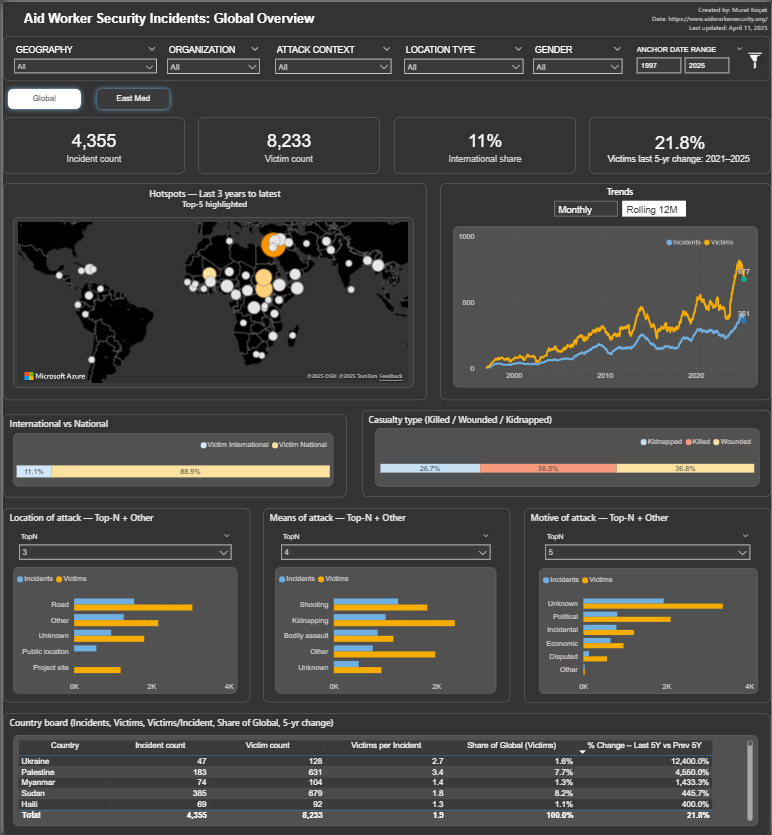 Aid Worker Security Incidents: Global Overview
Created by: Murat Koçak
Data: https://www.aidworkersecurity.org/
Last updated: April 11, 2025
GEOGRAPHY
All
ORGANIZATION
All
ATTACK CONTEXT
All
LOCATION TYPE
All
GENDER
All
ANCHOR DATE RANGE
1997
2025
Global
East Med
4,355
Incident count
8,233
Victim count
11%
International share
21.8%
Victims last 5-yr change: 2021–2025
Hotspots — Last 3 years to latest
Top-5 highlighted
Microsoft Azure
©2025 OSM ©2025 TomTom Feedback
Trends
Monthly
Rolling 12M
Incidents Victims
1000
500
0
677
361
2000 2010 2020
International vs National
Victim International Victim National
11.1% 88.9%
Casualty type (Killed / Wounded / Kidnapped)
Kidnapped Killed Wounded
26.7% 36.5% 36.8%
Location of attack — Top-N + Other
TopN
3
Incidents Victims
Road
Other
Unknown
Public location
Project site
0K 2K 4K
Means of attack — Top-N + Other
TopN
4
Incidents Victims
Shooting
Kidnapping
Bodily assault
Other
Unknown
0K 2K
Motive of attack — Top-N + Other
TopN
5
Incidents Victims
Unknown
Political
Incidental
Economic
Disputed
Other
0K 2K 4K
Country board (Incidents, Victims, Victims/Incident, Share of Global, 5-yr change)
Country Incident count Victim count Victims per Incident Share of Global (Victims) % Change – Last 5Y vs Prev 5Y
Ukraine 47 128 2.7 1.6% 12,400.0%
Palestine 183 631 3.4 7.7% 4,550.0%
Myanmar 74 104 1.4 1.3% 1,433.3%
Sudan 385 679 1.8 8.2% 445.7%
Haiti 69 92 1.3 1.1% 400.0%
Total 4,355 8,233 1.9 100.0% 21.8%